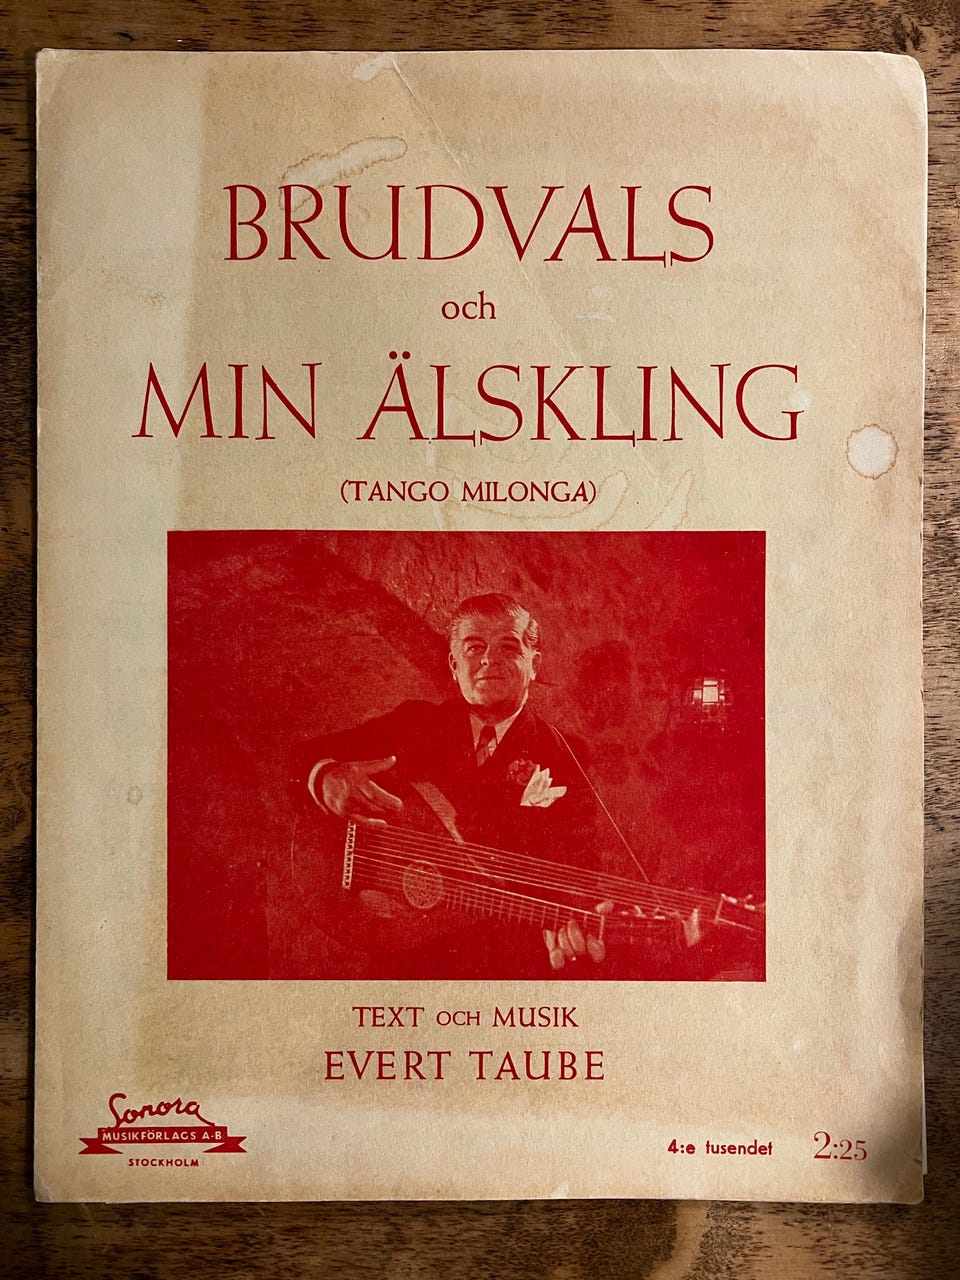 BRUDVALS
och
MIN ÄLSKLING
(TANGO MILONGA)
TEXT OCH MUSIK
EVERT TAUBE
Sonora
MUSIKFÖRLAGS A-B
STOCKHOLM
4:e tusendet 2:25